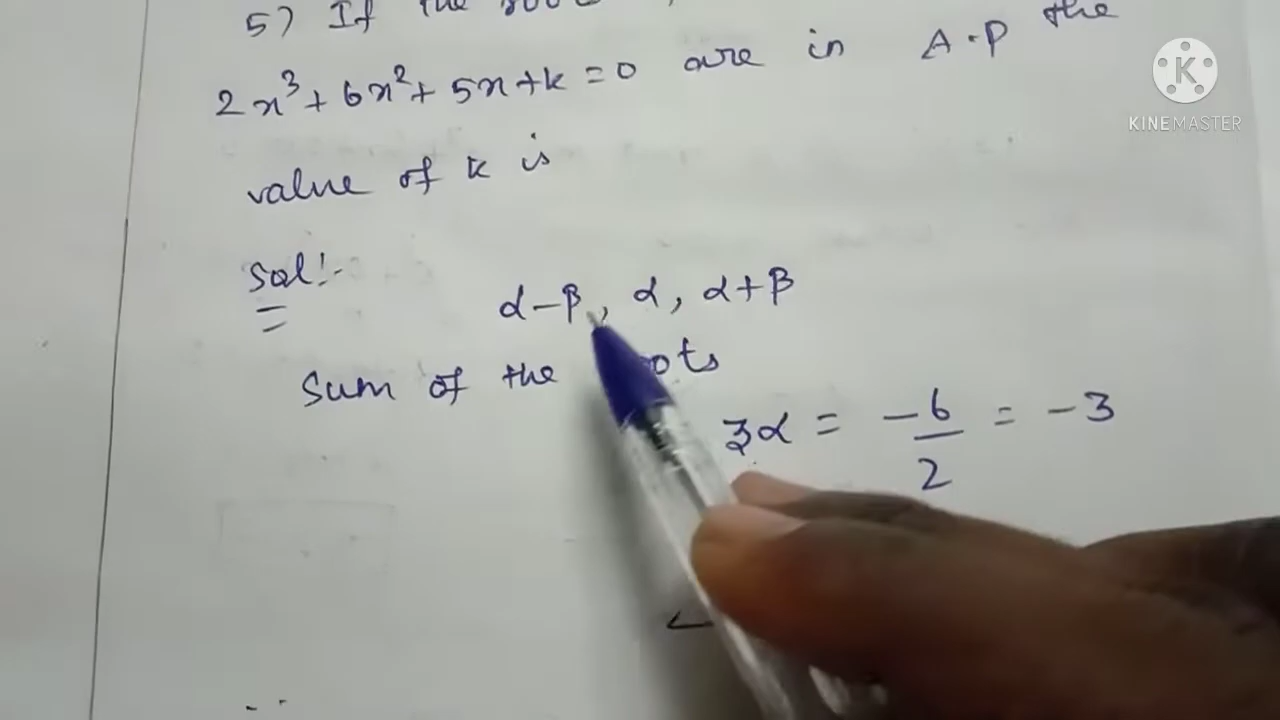 5) If the
2x³ + 6x² + 5x + k = 0 are in A.P the
value of k is
Sol:-
α-β, α, α+β
Sum of the roots
3α = -6/2 = -3
KINEMASTER